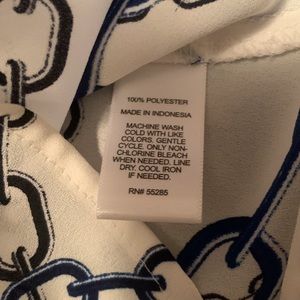 100% POLYESTER
MADE IN INDONESIA
MACHINE WASH
COLD WITH LIKE
COLORS, GENTLE
CYCLE. ONLY NON-
CHLORINE BLEACH
WHEN NEEDED. LINE
DRY. COOL IRON
IF NEEDED.
RN# 55285